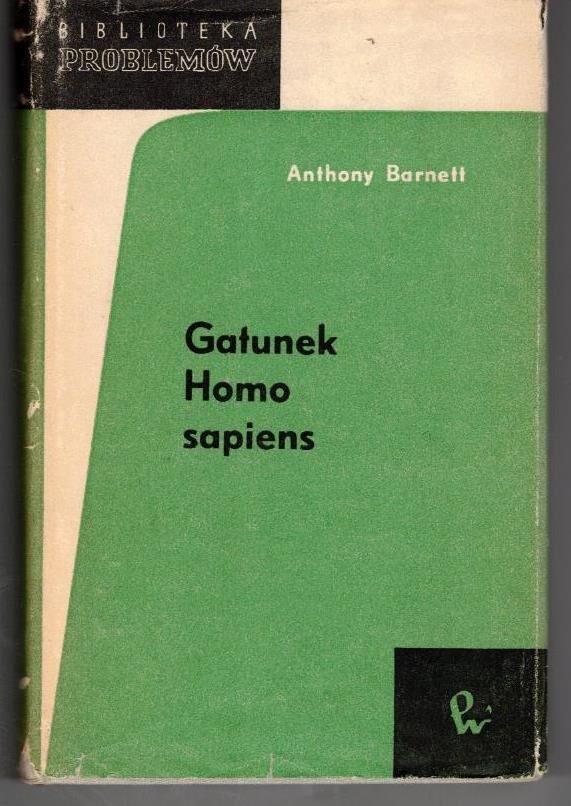 BIBLIOTEKA
PROBLEMÓW
Anthony Barnett
Gatunek
Homo
sapiens